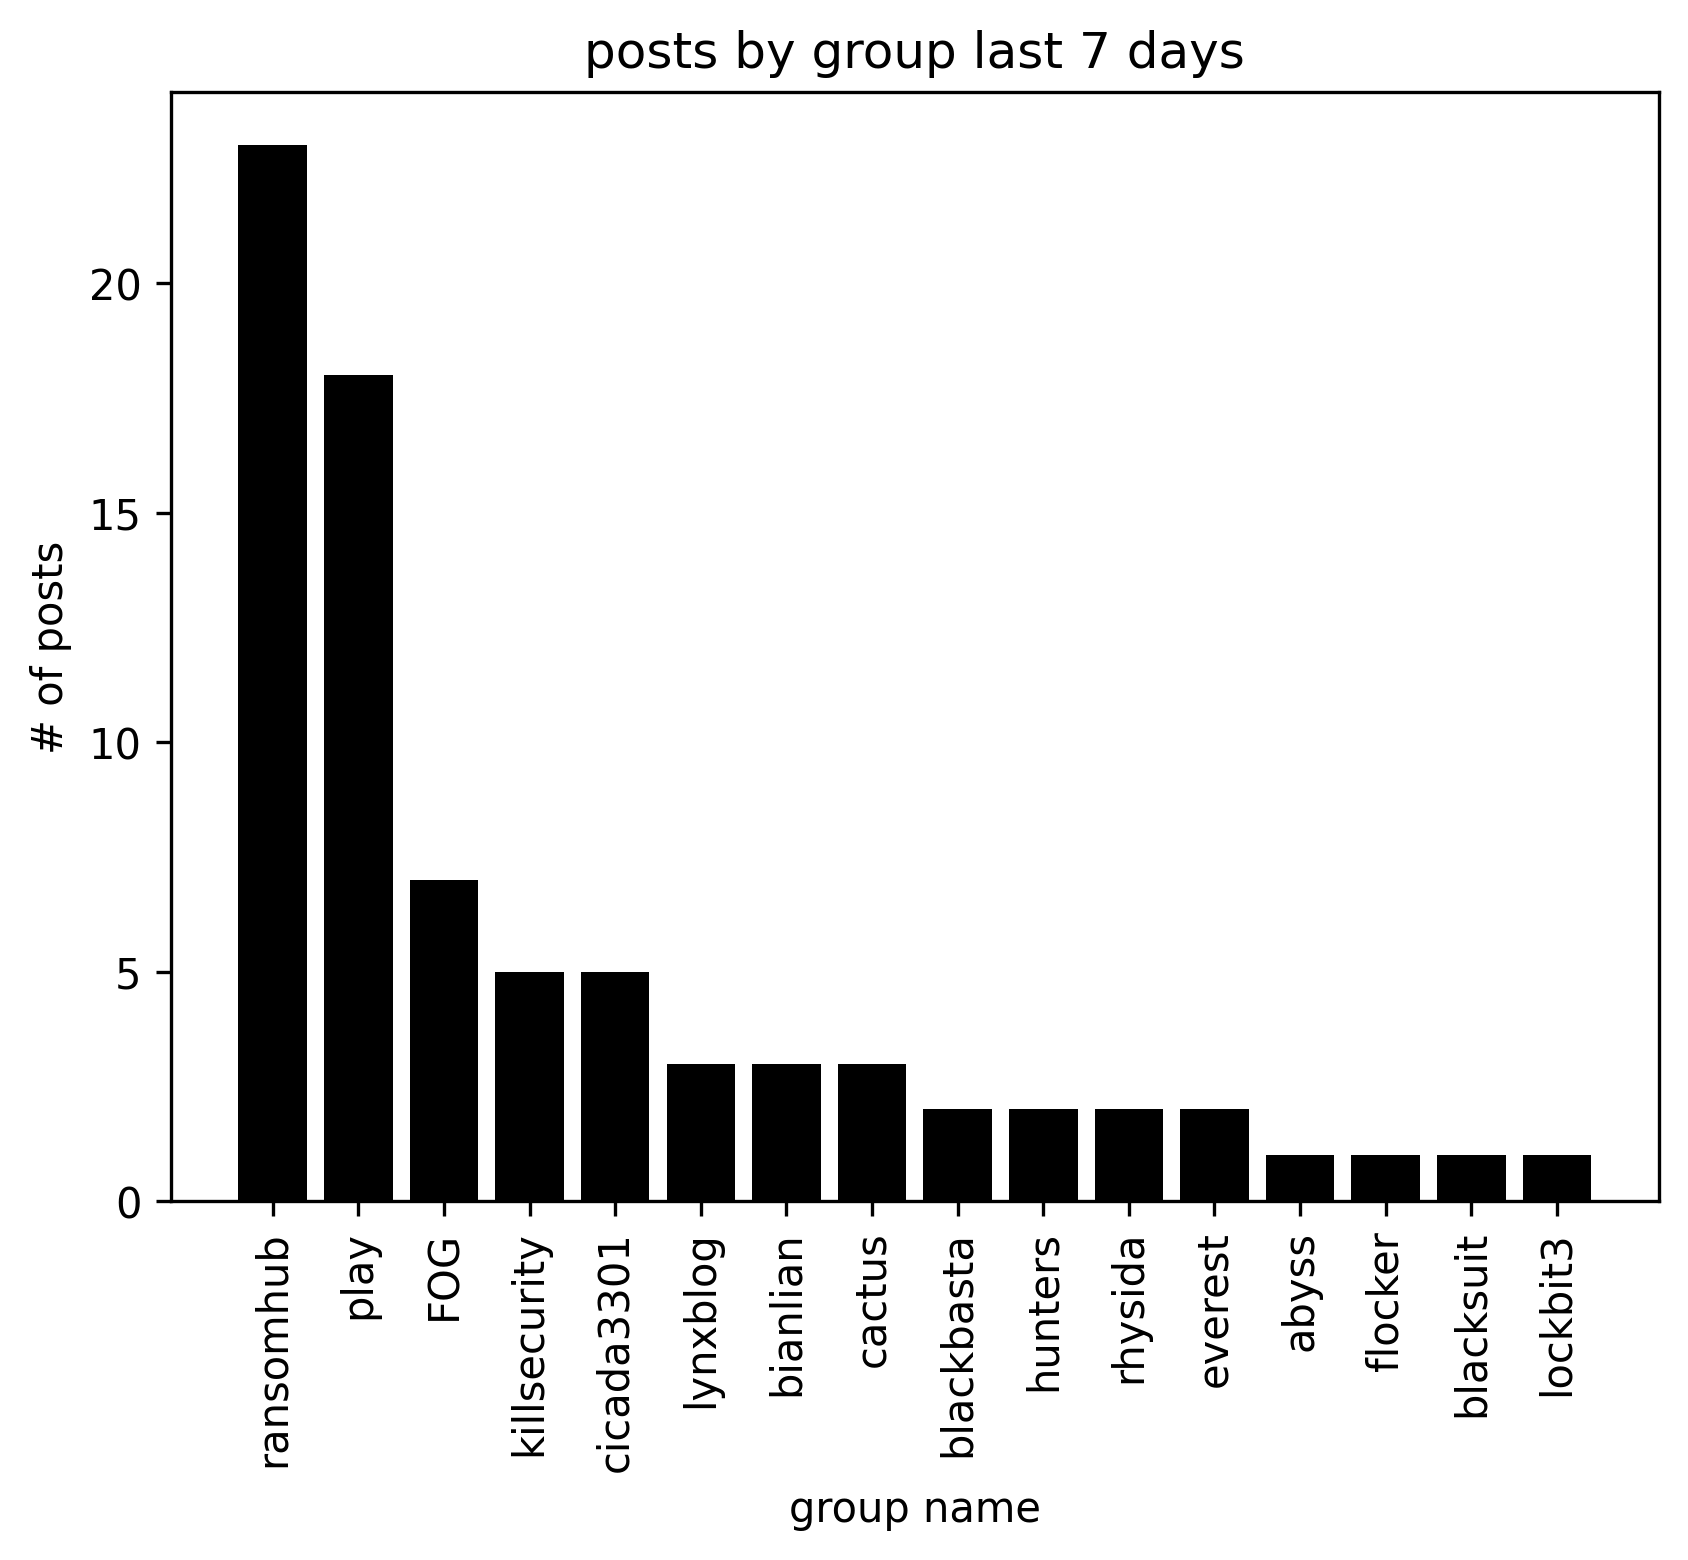 posts by group last 7 days
# of posts
20
15
10
5
0
ransomhub
play
FOG
killsecurity
cicada3301
lynxblog
bianlian
cactus
blackbasta
hunters
rhysida
everest
abyss
flocker
blacksuit
lockbit3
group name